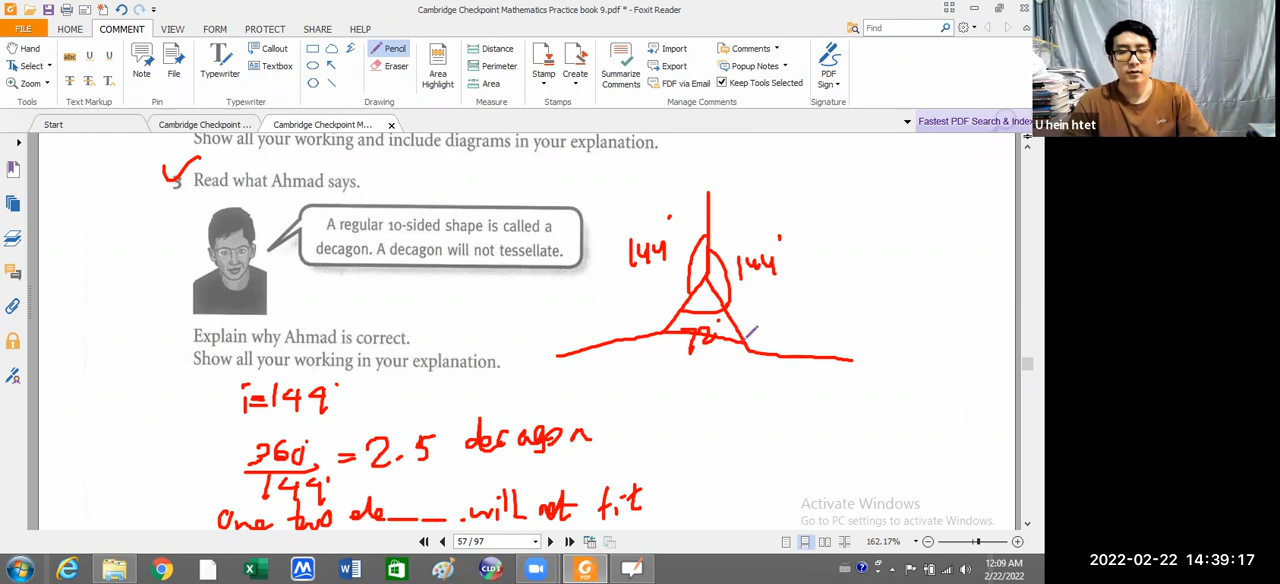 Cambridge Checkpoint Mathematics Practice book 9.pdf * - Foxit Reader
FILE HOME COMMENT VIEW FORM PROTECT SHARE HELP
Find
Hand
Select
Zoom
Tools
Text Markup
Note
File
Pin
Typewriter
Callout
Textbox
Typewriter
Pencil
Eraser
Drawing
Area Highlight
Distance
Perimeter
Area
Measure
Stamp
Create
Stamps
Summarize Comments
Import
Export
FDF via Email
Comments
Popup Notes
Keep Tools Selected
Manage Comments
PDF Sign
Signature
U hein htet
Start
Cambridge Checkpoint ...
Cambridge Checkpoint M...
Fastest PDF Search & Index
Show all your working and include diagrams in your explanation.
3 Read what Ahmad says.
A regular 10-sided shape is called a
decagon. A decagon will not tessellate.
144°
144°
72°
Explain why Ahmad is correct.
Show all your working in your explanation.
i=144°
360°/144° = 2.5 decagon
One two de____ will not fit
Activate Windows
Go to PC settings to activate Windows.
57 / 97
162.17%
12:09 AM
2/22/2022
2022-02-22 14:39:17